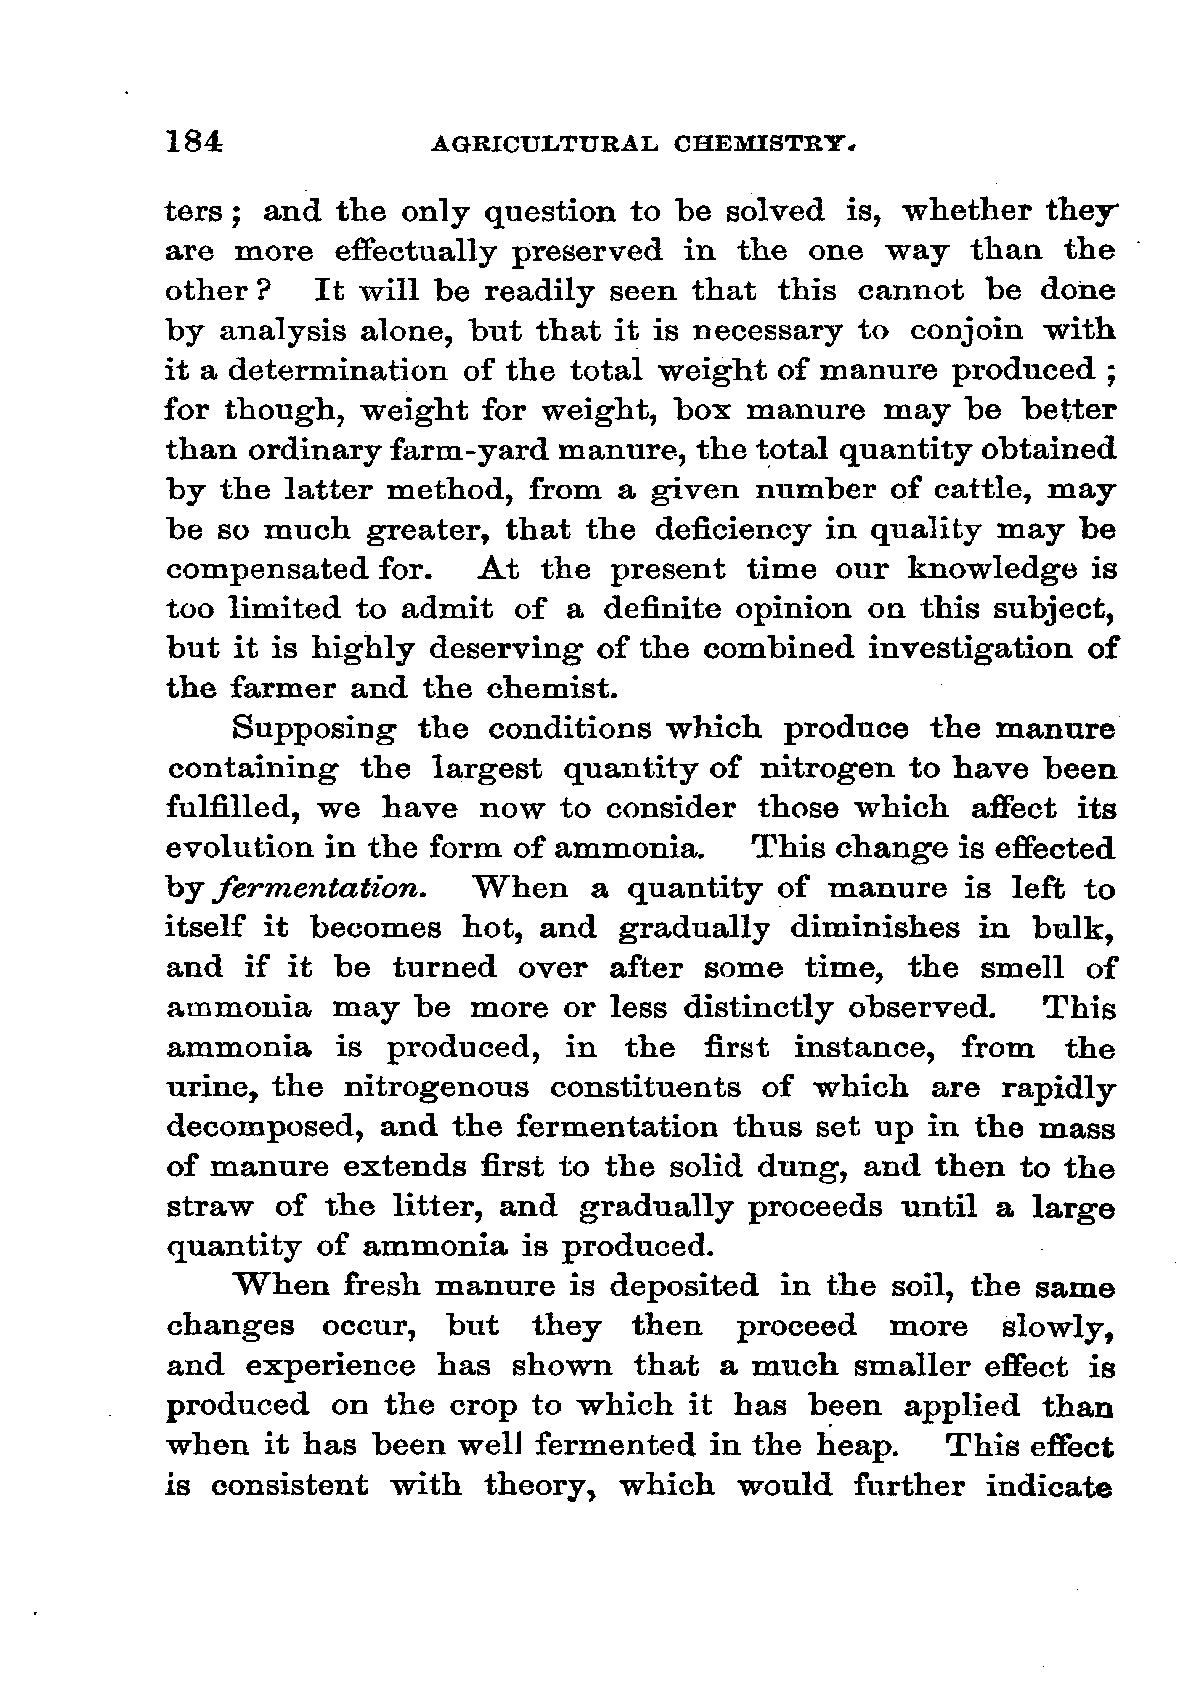 184 AGRICULTURAL CHEMISTRY.
ters; and the only question to be solved is, whether they
are more effectually preserved in the one way than the
other? It will be readily seen that this cannot be done
by analysis alone, but that it is necessary to conjoin with
it a determination of the total weight of manure produced;
for though, weight for weight, box manure may be better
than ordinary farm-yard manure, the total quantity obtained
by the latter method, from a given number of cattle, may
be so much greater, that the deficiency in quality may be
compensated for. At the present time our knowledge is
too limited to admit of a definite opinion on this subject,
but it is highly deserving of the combined investigation of
the farmer and the chemist.
Supposing the conditions which produce the manure
containing the largest quantity of nitrogen to have been
fulfilled, we have now to consider those which affect its
evolution in the form of ammonia. This change is effected
by fermentation. When a quantity of manure is left to
itself it becomes hot, and gradually diminishes in bulk,
and if it be turned over after some time, the smell of
ammonia may be more or less distinctly observed. This
ammonia is produced, in the first instance, from the
urine, the nitrogenous constituents of which are rapidly
decomposed, and the fermentation thus set up in the mass
of manure extends first to the solid dung, and then to the
straw of the litter, and gradually proceeds until a large
quantity of ammonia is produced.
When fresh manure is deposited in the soil, the same
changes occur, but they then proceed more slowly,
and experience has shown that a much smaller effect is
produced on the crop to which it has been applied than
when it has been well fermented in the heap. This effect
is consistent with theory, which would further indicate